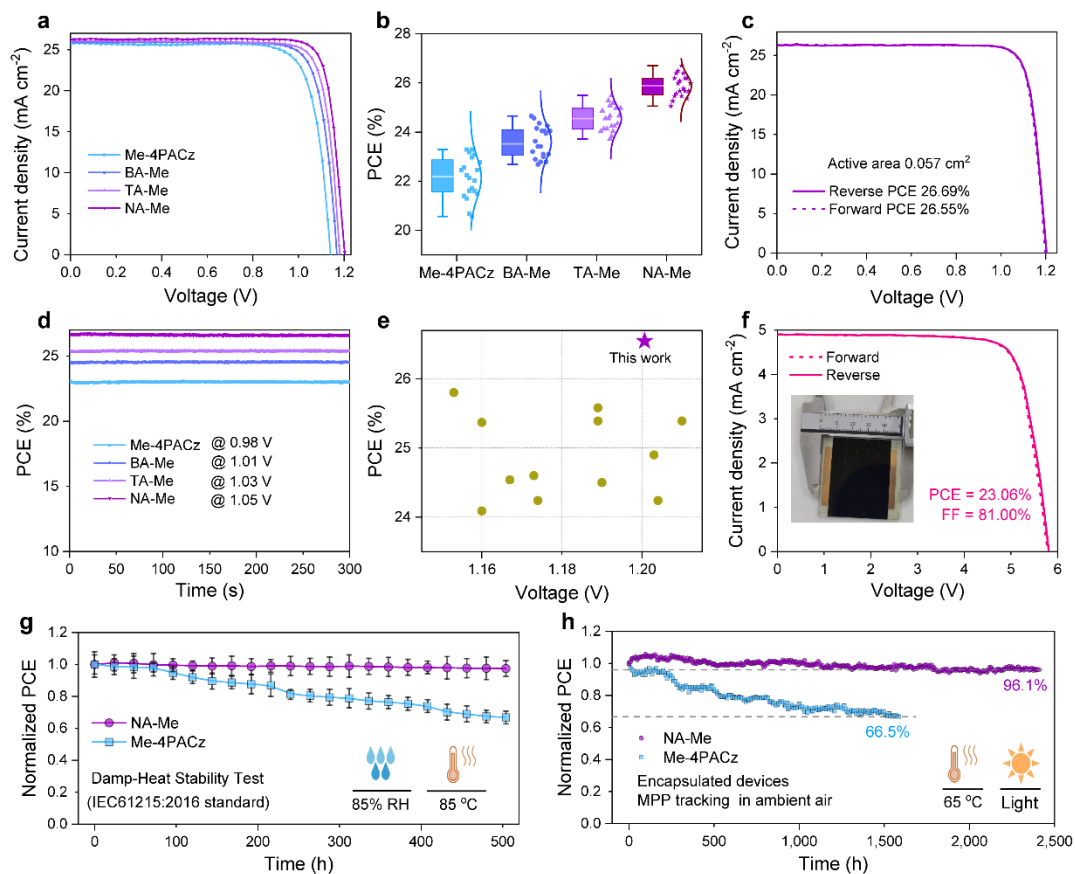 a
Current density (mA cm⁻²)
25
20
15
10
5
0
Me-4PACz
BA-Me
TA-Me
NA-Me
0.0 0.2 0.4 0.6 0.8 1.0 1.2
Voltage (V)
b
PCE (%)
28
26
24
22
20
Me-4PACz BA-Me TA-Me NA-Me
c
Current density (mA cm⁻²)
25
20
15
10
5
0
Active area 0.057 cm²
Reverse PCE 26.69%
Forward PCE 26.55%
0.0 0.2 0.4 0.6 0.8 1.0 1.2
Voltage (V)
d
PCE (%)
25
20
15
10
Me-4PACz @ 0.98 V
BA-Me @ 1.01 V
TA-Me @ 1.03 V
NA-Me @ 1.05 V
0 50 100 150 200 250 300
Time (s)
e
PCE (%)
26
25
24
This work
1.16 1.18 1.20
Voltage (V)
f
Current density (mA cm⁻²)
5
4
3
2
1
0
Forward
Reverse
PCE = 23.06%
FF = 81.00%
0 1 2 3 4 5 6
Voltage (V)
g
Normalized PCE
1.2
1.0
0.8
0.6
0.4
0.2
0.0
NA-Me
Me-4PACz
Damp-Heat Stability Test
(IEC61215:2016 standard)
85% RH
85 °C
0 100 200 300 400 500
Time (h)
h
Normalized PCE
1.2
1.0
0.8
0.6
0.4
0.2
0.0
96.1%
66.5%
NA-Me
Me-4PACz
Encapsulated devices
MPP tracking in ambient air
65 °C
Light
0 500 1,000 1,500 2,000 2,500
Time (h)